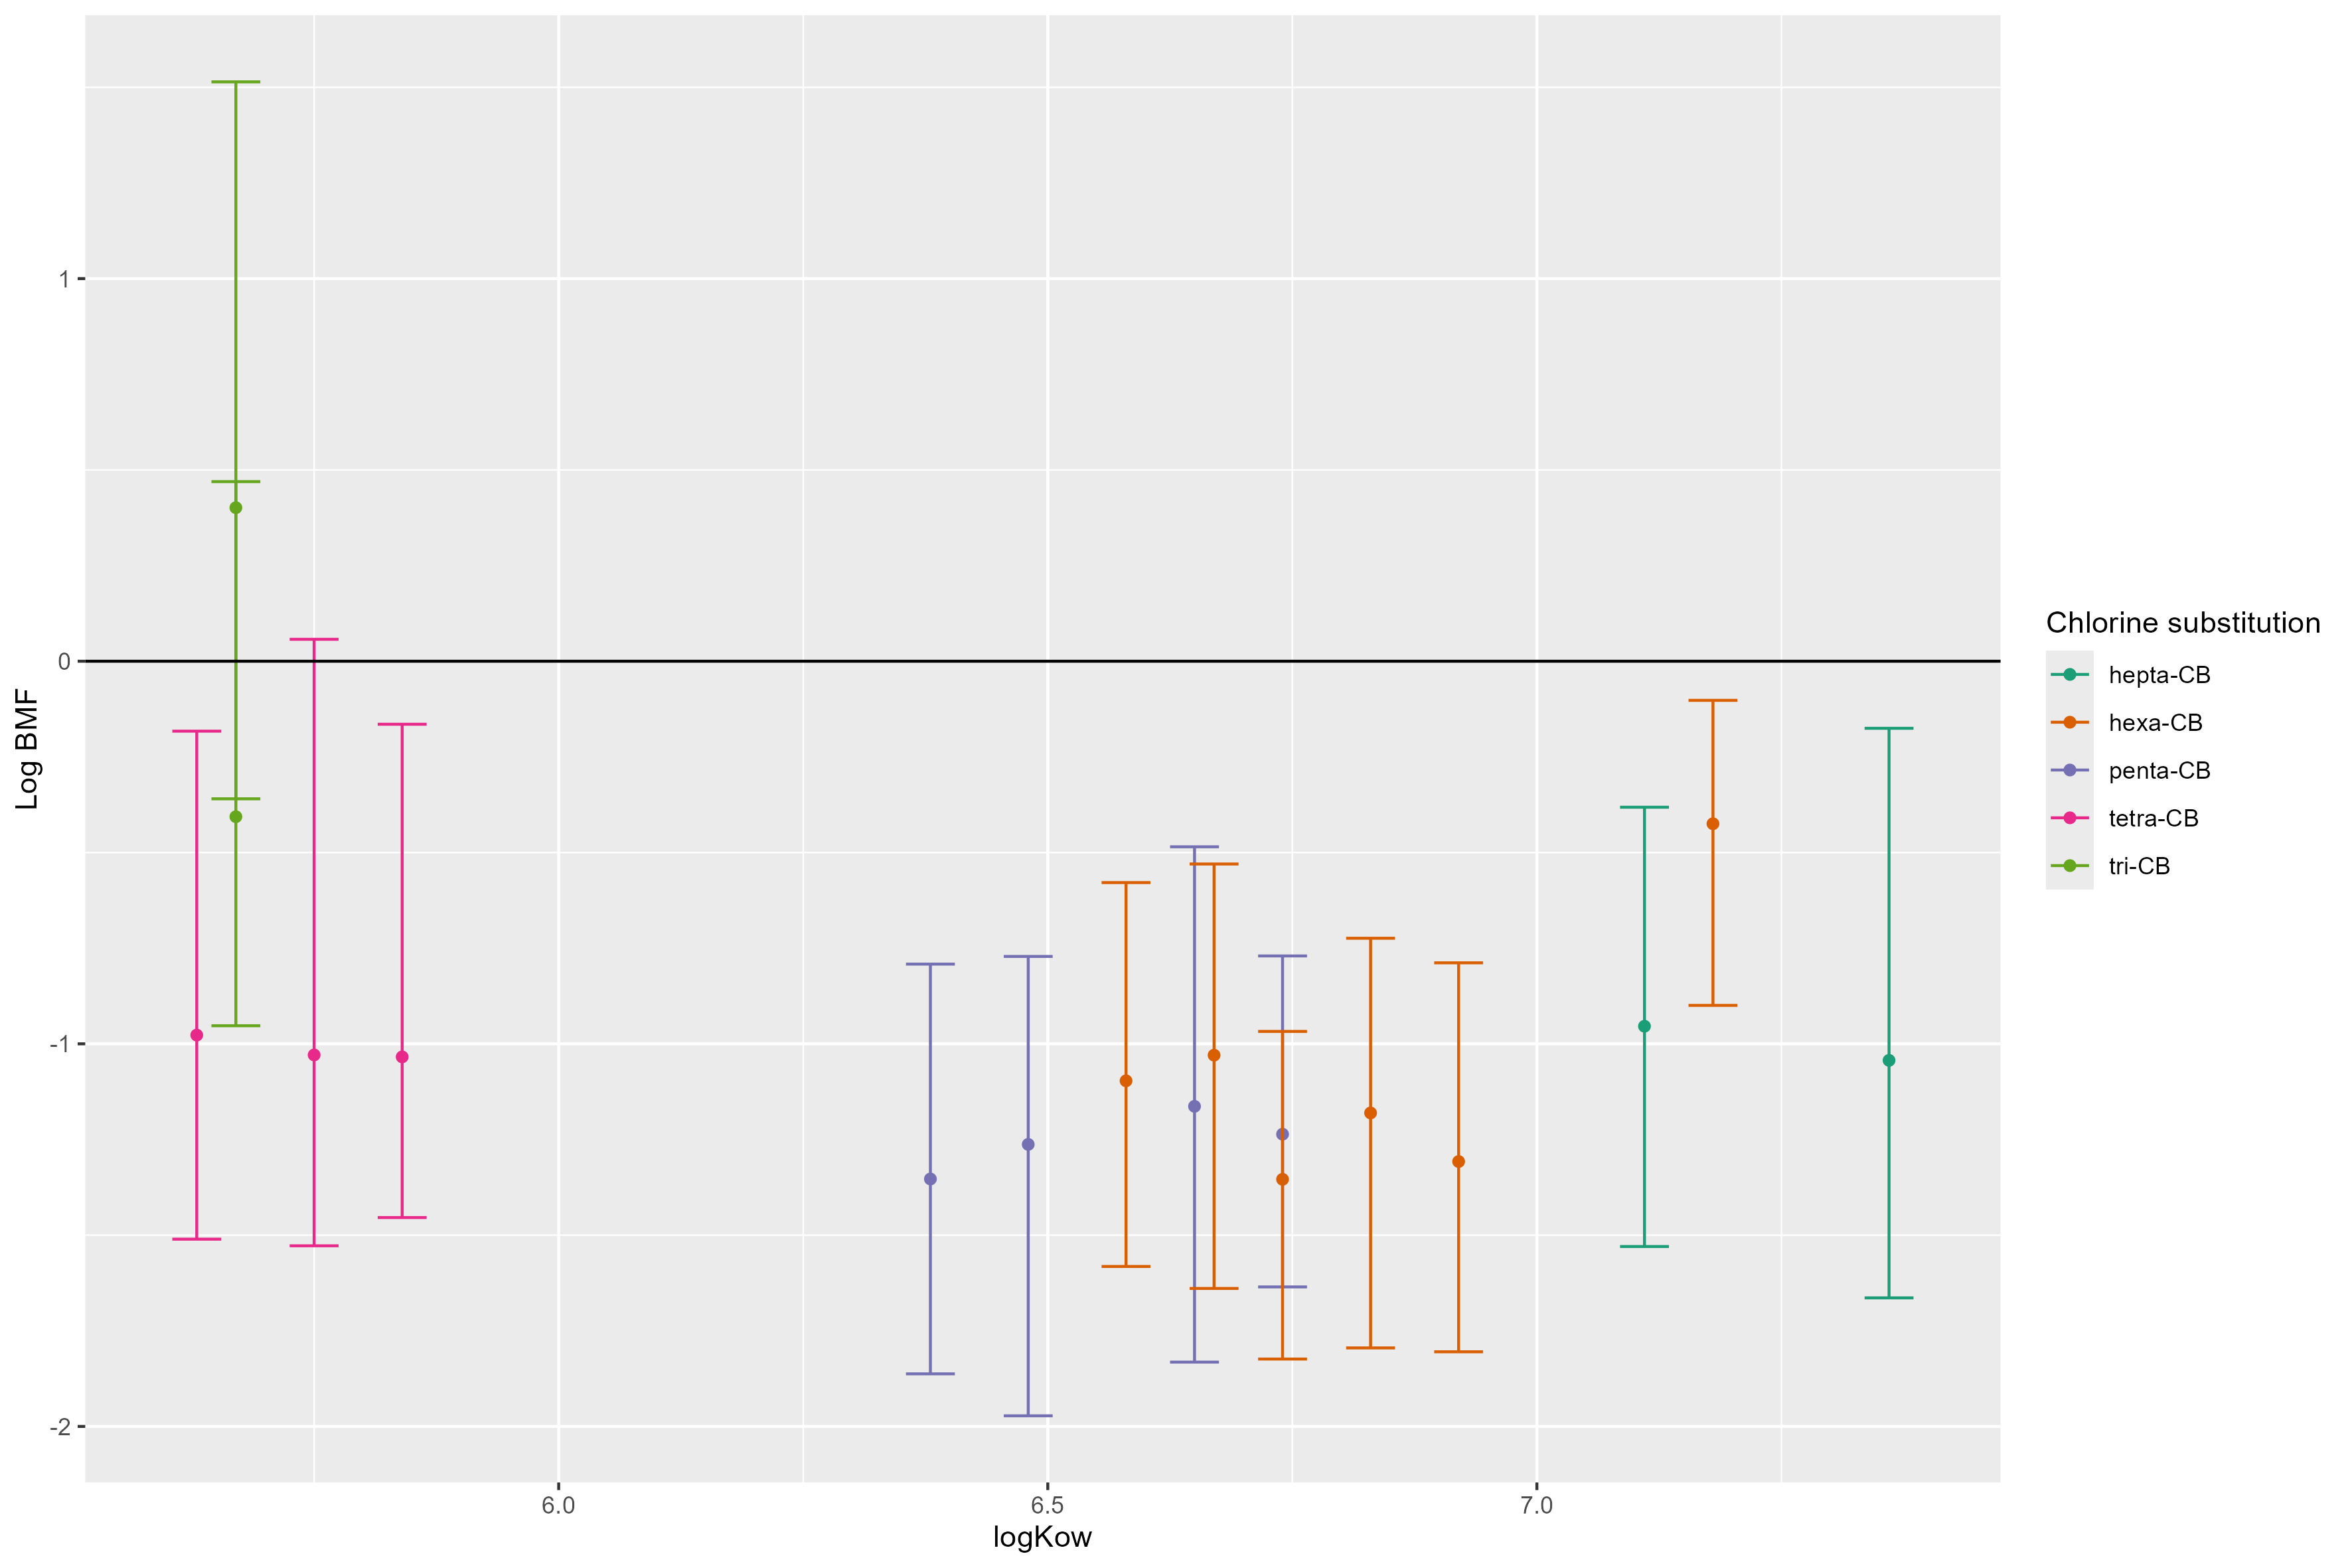 1
0
-1
-2
Log BMF
6.0
6.5
7.0
logKow
Chlorine substitution
hepta-CB
hexa-CB
penta-CB
tetra-CB
tri-CB